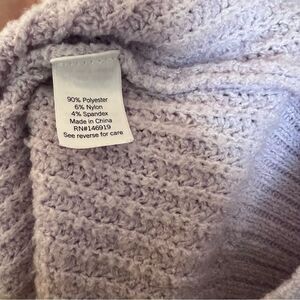 90% Polyester
6% Nylon
4% Spandex
Made in China
RN#146919
See reverse for care